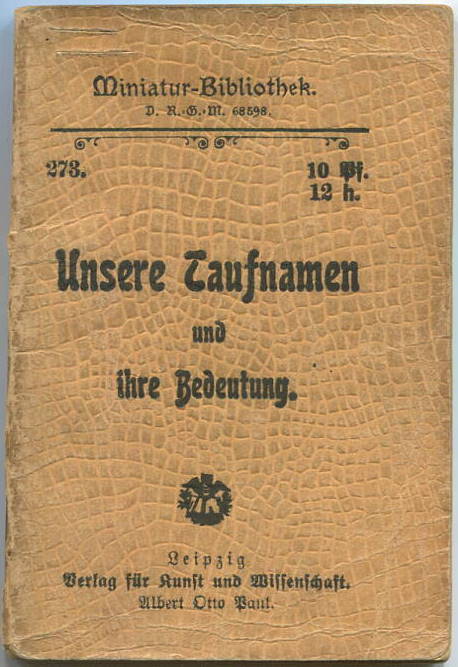 Miniatur-Bibliothek.
D. R.-G.-M. 68598.
273. 10 Pf.
12 h.
Unsere Taufnamen
und
ihre Bedeutung.
Leipzig
Verlag für Kunst und Wissenschaft.
Albert Otto Paul.